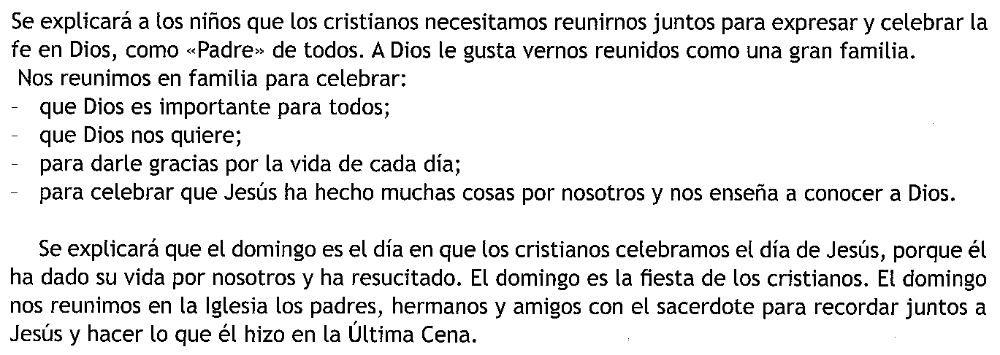 Se explicará a los niños que los cristianos necesitamos reunirnos juntos para expresar y celebrar la
fe en Dios, como «Padre» de todos. A Dios le gusta vernos reunidos como una gran familia.
Nos reunimos en familia para celebrar:
- que Dios es importante para todos;
- que Dios nos quiere;
- para darle gracias por la vida de cada día;
- para celebrar que Jesús ha hecho muchas cosas por nosotros y nos enseña a conocer a Dios.
Se explicará que el domingo es el día en que los cristianos celebramos el día de Jesús, porque él
ha dado su vida por nosotros y ha resucitado. El domingo es la fiesta de los cristianos. El domingo
nos reunimos en la Iglesia los padres, hermanos y amigos con el sacerdote para recordar juntos a
Jesús y hacer lo que él hizo en la Última Cena.